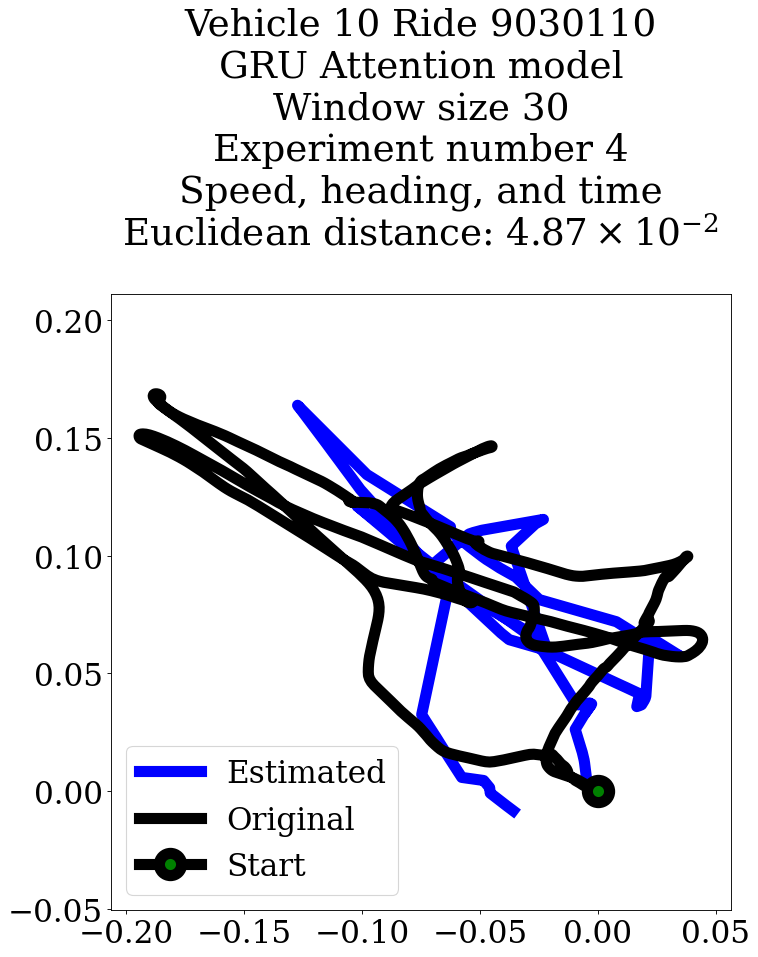 Vehicle 10 Ride 9030110
GRU Attention model
Window size 30
Experiment number 4
Speed, heading, and time
Euclidean distance: 4.87 × 10⁻²
0.20
0.15
0.10
0.05
0.00
−0.05
Estimated
Original
Start
−0.20 −0.15 −0.10 −0.05 0.00 0.05